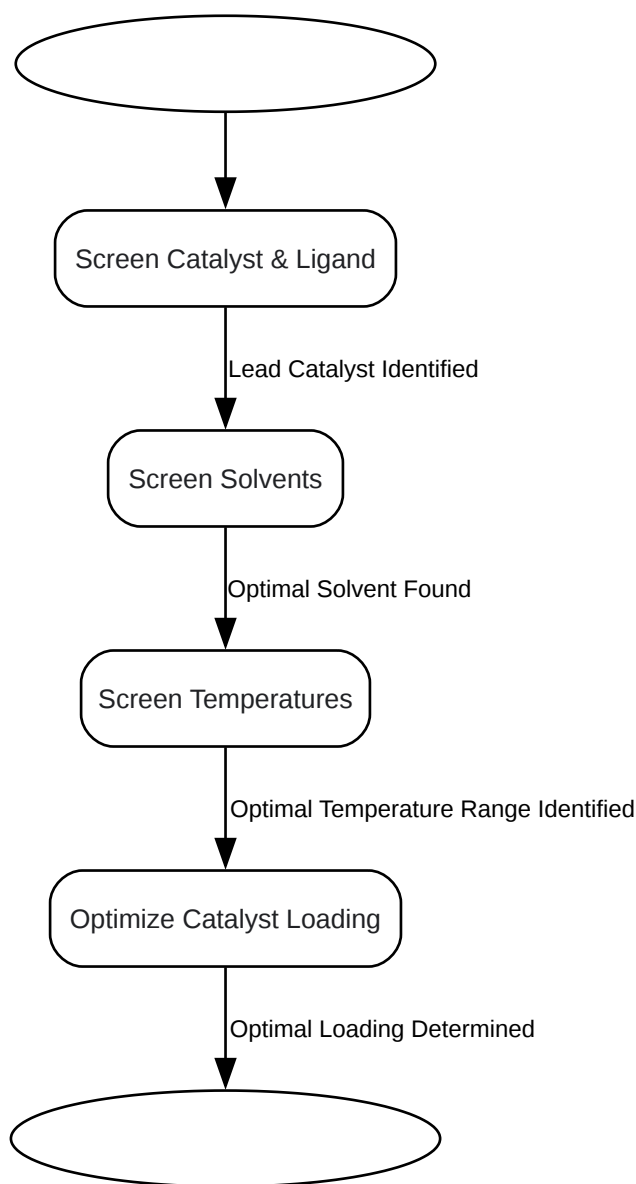 Screen Catalyst & Ligand
Lead Catalyst Identified
Screen Solvents
Optimal Solvent Found
Screen Temperatures
Optimal Temperature Range Identified
Optimize Catalyst Loading
Optimal Loading Determined